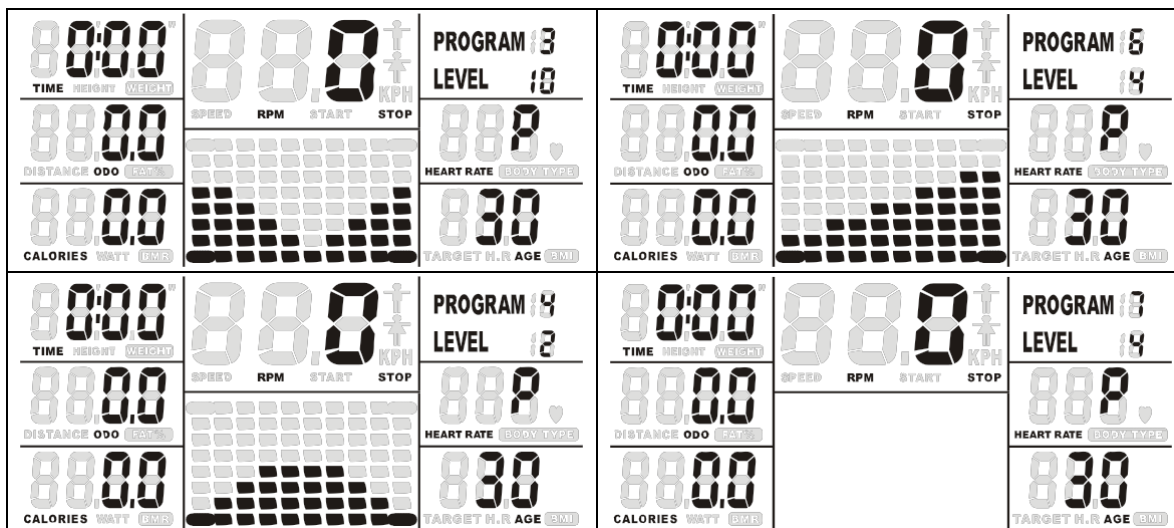 0:00
TIME HEIGHT WEIGHT
0.0
DISTANCE ODO FAT%
0.0
CALORIES WATT BMR
0
KPH
SPEED RPM START STOP
PROGRAM 3
LEVEL 10
P
HEART RATE BODY TYPE
30
TARGET H.R AGE BMI
0:00
TIME HEIGHT WEIGHT
0.0
DISTANCE ODO FAT%
0.0
CALORIES WATT BMR
0
KPH
SPEED RPM START STOP
PROGRAM 6
LEVEL 4
P
HEART RATE BODY TYPE
30
TARGET H.R AGE BMI
0:00
TIME HEIGHT WEIGHT
0.0
DISTANCE ODO FAT%
0.0
CALORIES WATT BMR
0
KPH
SPEED RPM START STOP
PROGRAM 4
LEVEL 2
P
HEART RATE BODY TYPE
30
TARGET H.R AGE BMI
0:00
TIME HEIGHT WEIGHT
0.0
DISTANCE ODO FAT%
0.0
CALORIES WATT BMR
0
KPH
SPEED RPM START STOP
PROGRAM 7
LEVEL 4
P
HEART RATE BODY TYPE
30
TARGET H.R AGE BMI